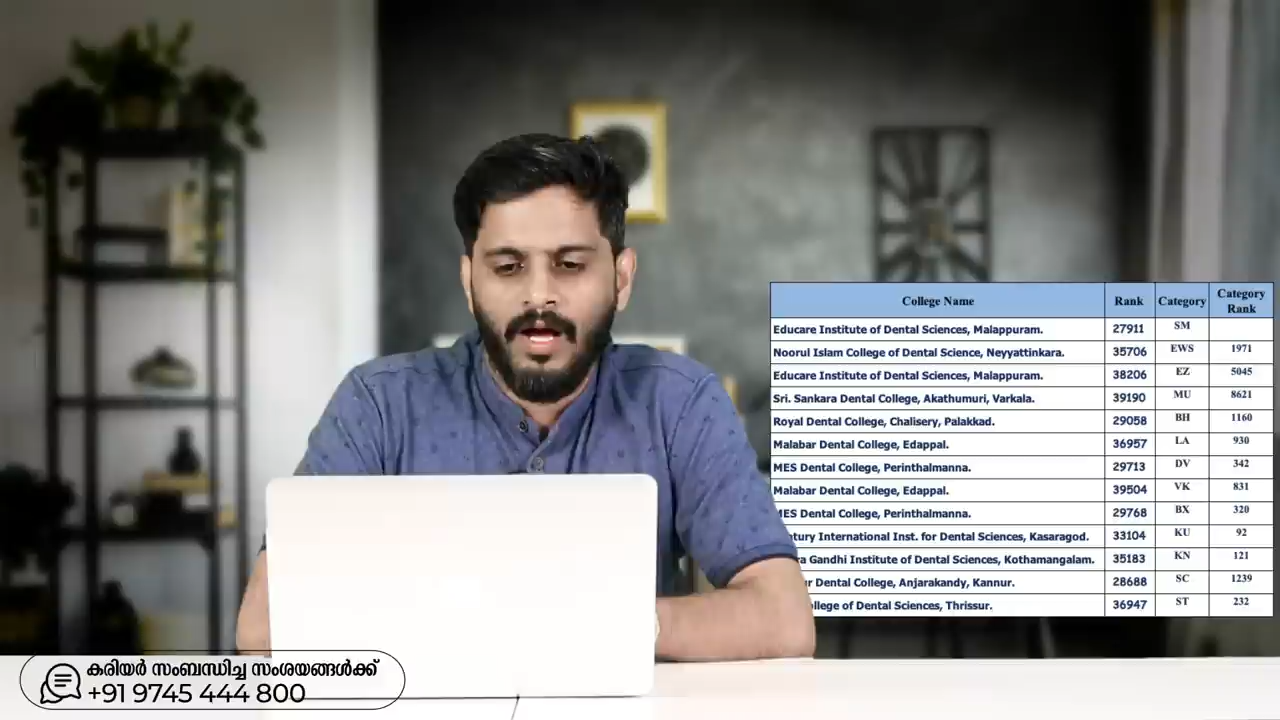 College Name Rank Category Category Rank
Educare Institute of Dental Sciences, Malappuram. 27911 SM
Noorul Islam College of Dental Science, Neyyattinkara. 35706 EWS 1971
Educare Institute of Dental Sciences, Malappuram. 38206 EZ 5045
Sri. Sankara Dental College, Akathumuri, Varkala. 39190 MU 8621
Royal Dental College, Chalisery, Palakkad. 29058 BH 1160
Malabar Dental College, Edappal. 36957 LA 930
MES Dental College, Perinthalmanna. 29713 DV 342
Malabar Dental College, Edappal. 39504 VK 831
MES Dental College, Perinthalmanna. 29768 BX 320
International Inst. for Dental Sciences, Kasaragod. 33104 KU 92
Gandhi Institute of Dental Sciences, Kothamangalam. 35183 KN 121
Dental College, Anjarakandy, Kannur. 28688 SC 1239
of Dental Sciences, Thrissur. 36947 ST 232
കരിയർ സംബന്ധിച്ച സംശയങ്ങൾക്ക്
+91 9745 444 800